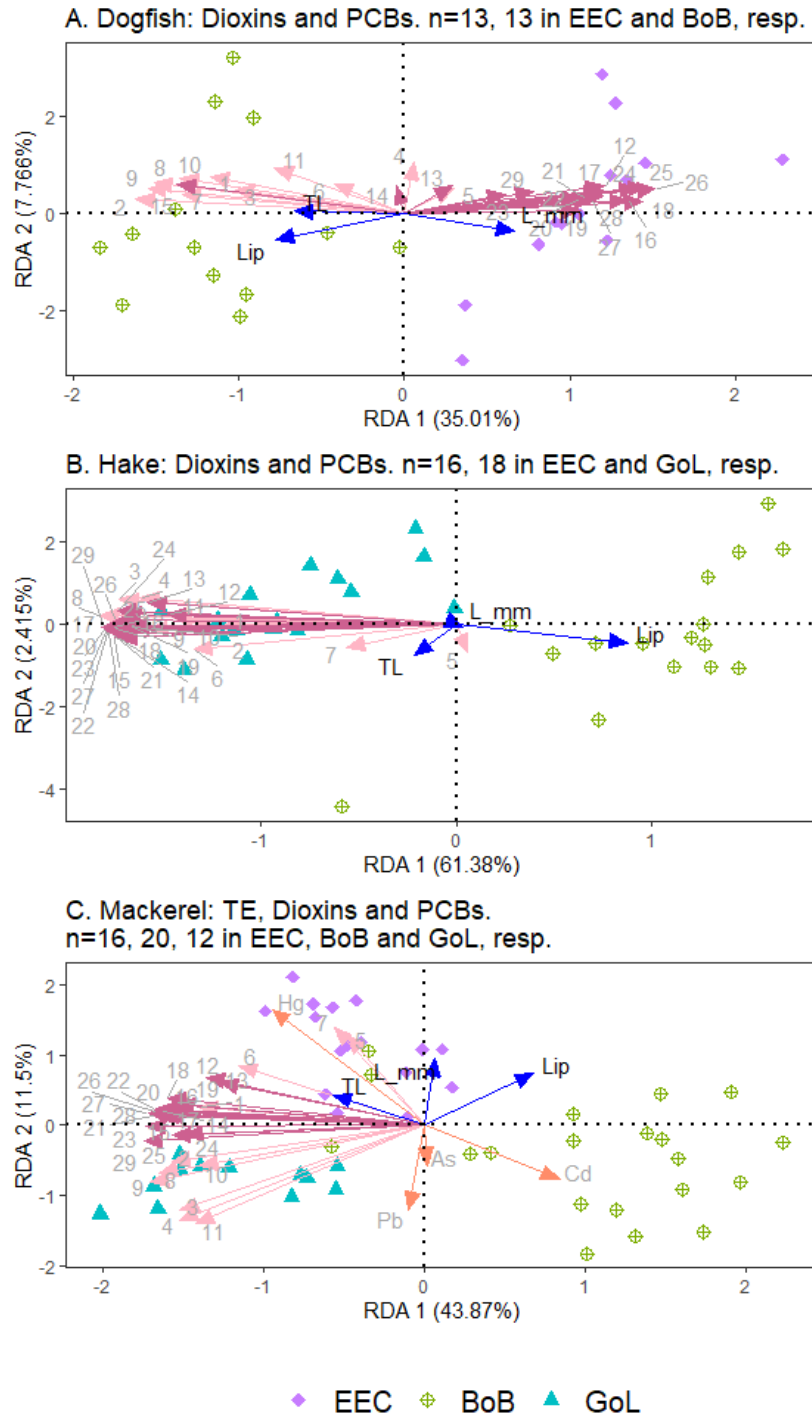 A. Dogfish: Dioxins and PCBs. n=13, 13 in EEC and BoB, resp.
RDA 2 (7.766%)
2
0
-2
9 8 10 11 4 12
6 14 13 5 29 21 17 24 25 26
2 15 7 TL L_mm 18
Lip 20 19 28 16
27
-2 -1 0 1 2
RDA 1 (35.01%)
B. Hake: Dioxins and PCBs. n=16, 18 in EEC and GoL, resp.
RDA 2 (2.415%)
2
0
-2
-4
29 3 24
8 26 4 13 12
17 L_mm
20 18 2 7 TL 5 Lip
23 15 21 19 6
27 28 14
22
-1 0 1
RDA 1 (61.38%)
C. Mackerel: TE, Dioxins and PCBs.
n=16, 20, 12 in EEC, BoB and GoL, resp.
RDA 2 (11.5%)
2
1
0
-1
-2
Hg 7 5
26 22 20 18 12 6 L_mm Lip
27 19 13 1 TL
21 28
23 25 24 As Cd
29 9 8 10
4 3 11 Pb
-2 -1 0 1 2
RDA 1 (43.87%)
EEC BoB GoL